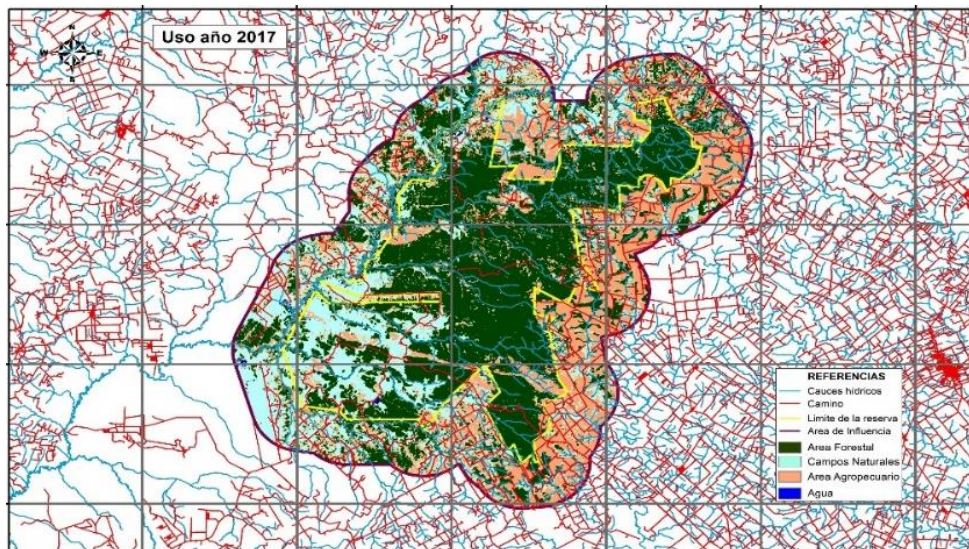 Uso año 2017
N
W E
S
REFERENCIAS
Cauces hídricos
Camino
Limite de la reserva
Area de Influencia
Area Forestal
Campos Naturales
Area Agropecuario
Agua